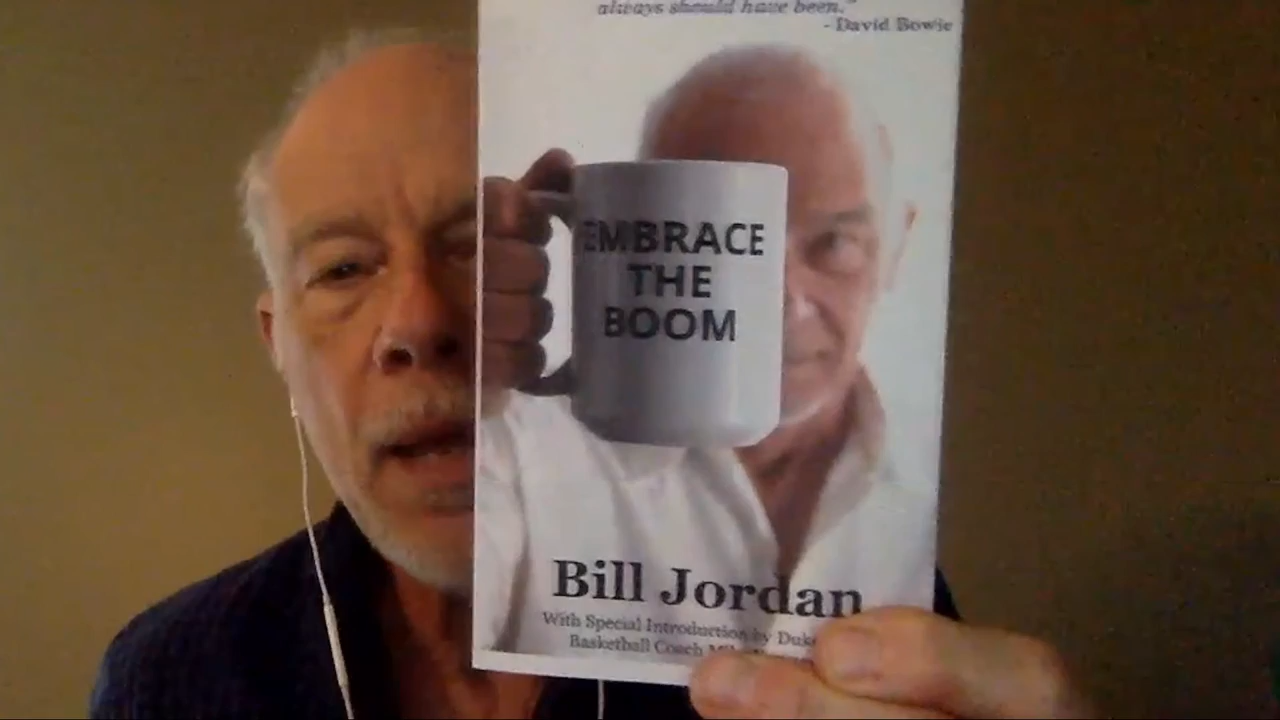 always should have been."
- David Bowie
EMBRACE
THE
BOOM
Bill Jordan
With Special Introduction by Duke
Basketball Coach